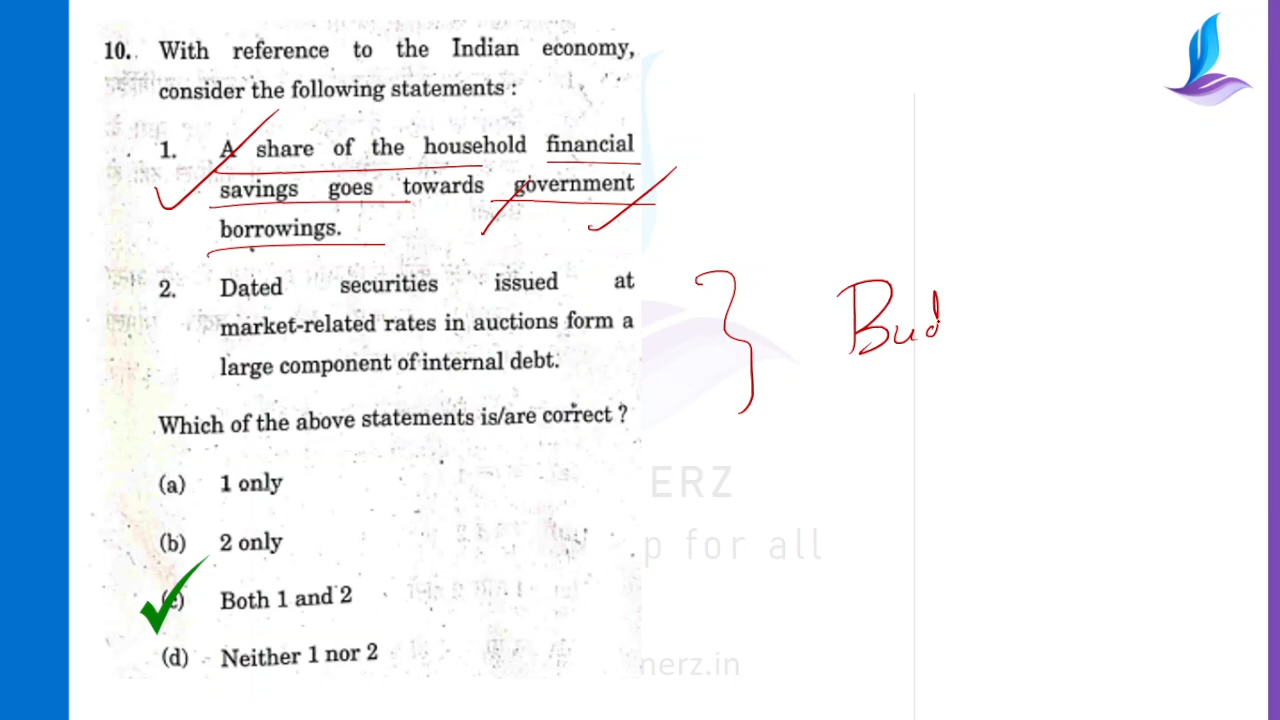 10. With reference to the Indian economy,
consider the following statements :
1. A share of the household financial
savings goes towards government
borrowings.
2. Dated securities issued at
market-related rates in auctions form a
large component of internal debt.
Which of the above statements is/are correct ?
(a) 1 only
(b) 2 only
(c) Both 1 and 2
(d) Neither 1 nor 2
Bud
ERZ
p for all
nerz.in